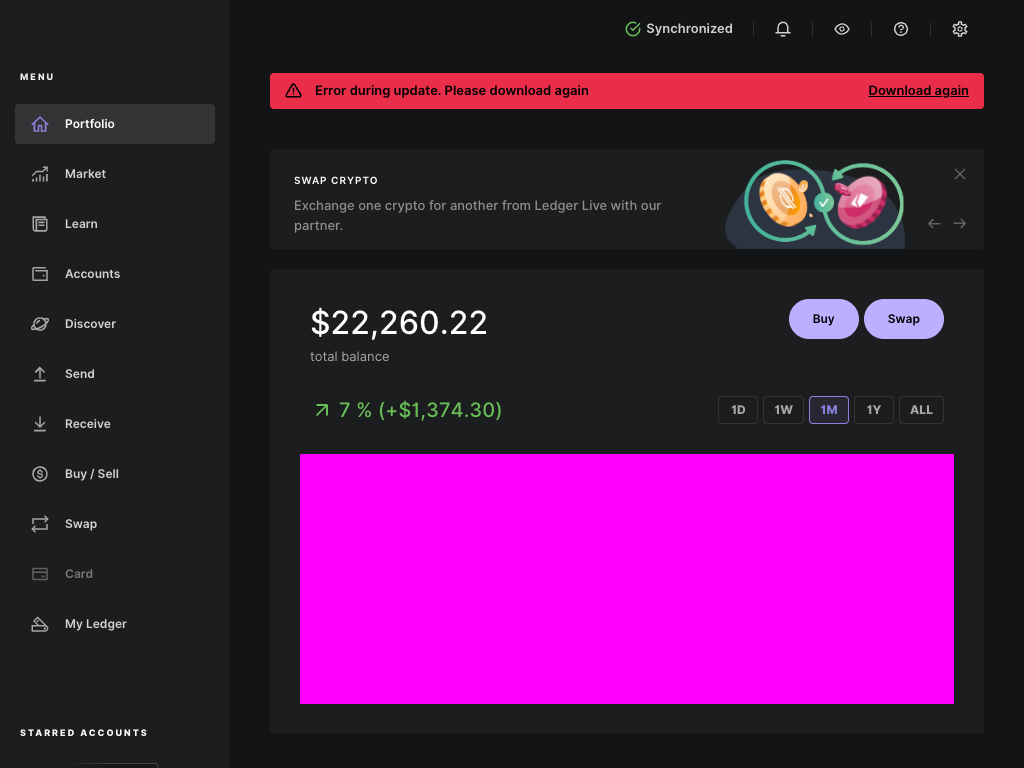 Synchronized
MENU
Portfolio
Market
Learn
Accounts
Discover
Send
Receive
Buy / Sell
Swap
Card
My Ledger
STARRED ACCOUNTS
Error during update. Please download again
Download again
SWAP CRYPTO
Exchange one crypto for another from Ledger Live with our
partner.
$22,260.22
total balance
Buy
Swap
7 % (+$1,374.30)
1D
1W
1M
1Y
ALL